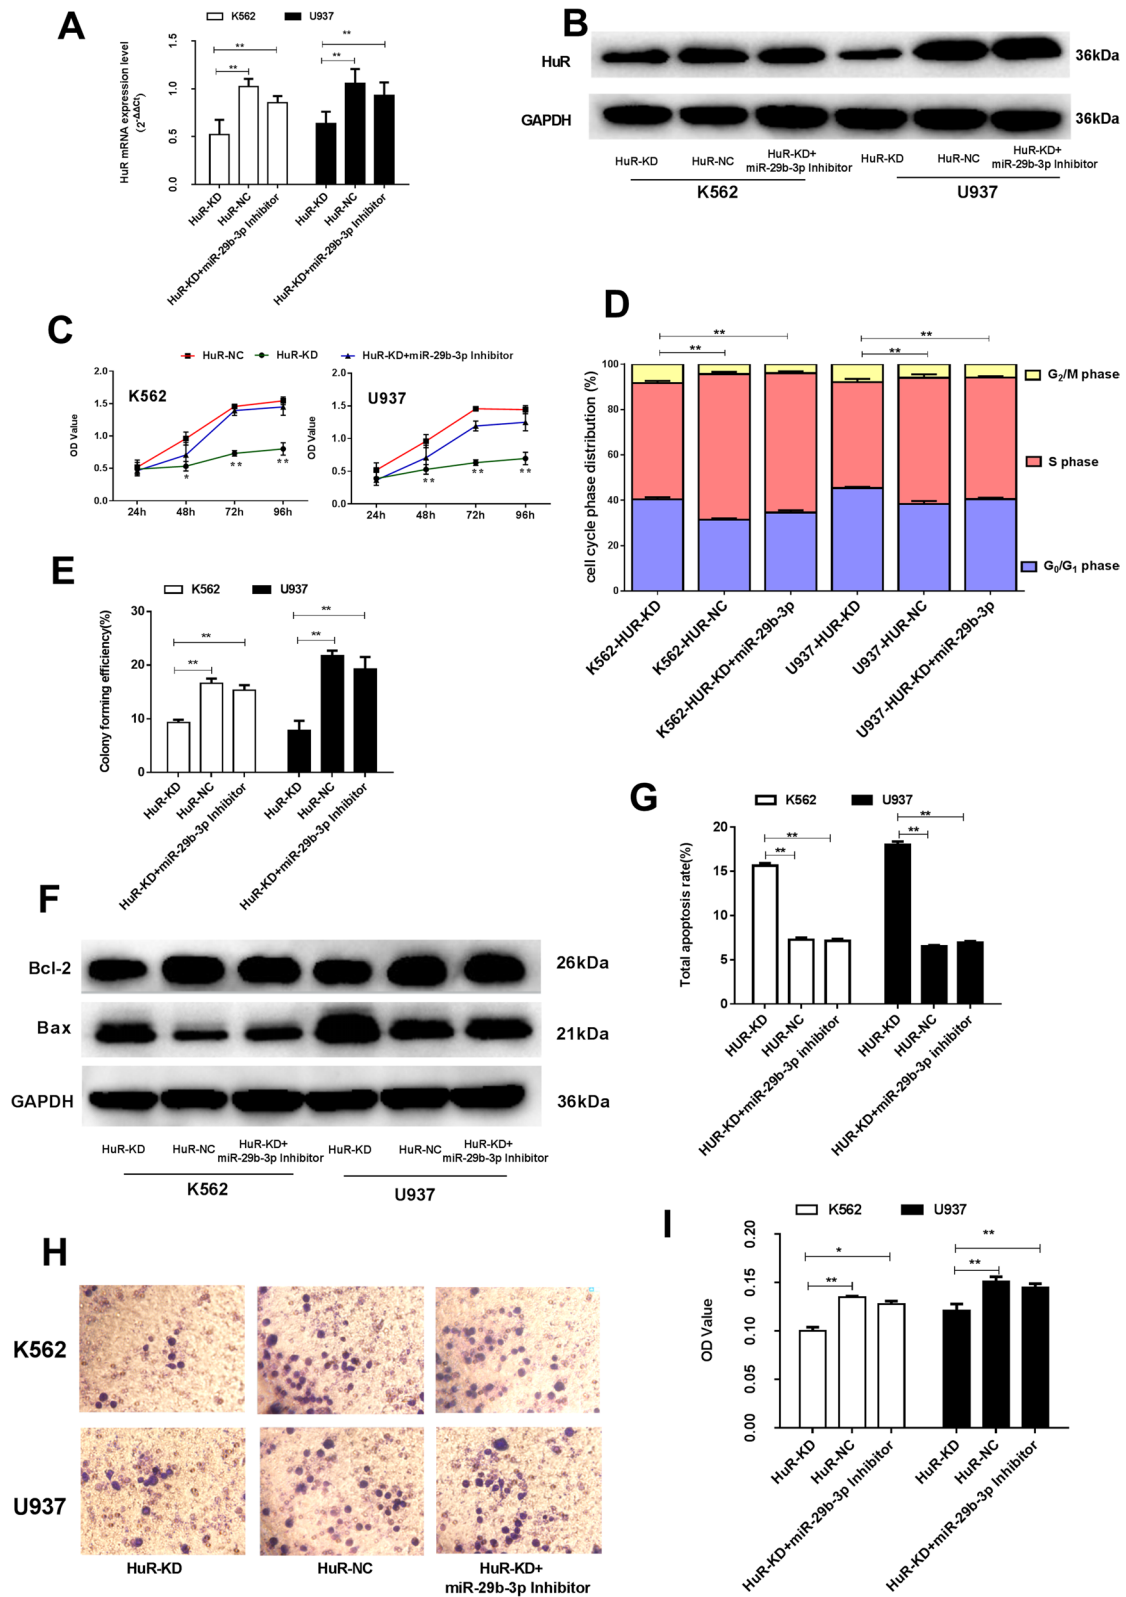 A
K562
U937
HuR mRNA expression level
(2-ΔΔCt)
1.5
1.0
0.5
0.0
**
**
**
**
HuR-KD
HuR-NC
HuR-KD+miR-29b-3p Inhibitor
HuR-KD
HuR-NC
HuR-KD+miR-29b-3p Inhibitor
B
HuR
36kDa
GAPDH
36kDa
HuR-KD
HuR-NC
HuR-KD+
miR-29b-3p Inhibitor
HuR-KD
HuR-NC
HuR-KD+
miR-29b-3p Inhibitor
K562
U937
C
HuR-NC
HuR-KD
HuR-KD+miR-29b-3p Inhibitor
K562
OD Value
2.0
1.5
1.0
0.5
0.0
*
**
**
24h
48h
72h
96h
U937
OD Value
2.0
1.5
1.0
0.5
0.0
**
**
**
24h
48h
72h
96h
D
cell cycle phase distribution (%)
100
80
60
40
20
0
**
**
**
**
G2/M phase
S phase
G0/G1 phase
K562-HUR-KD
K562-HUR-NC
K562-HUR-KD+miR-29b-3p
U937-HUR-KD
U937-HUR-NC
U937-HUR-KD+miR-29b-3p
E
K562
U937
Colony forming efficiency(%)
30
20
10
0
**
**
**
**
HuR-KD
HuR-NC
HuR-KD+miR-29b-3p Inhibitor
HuR-KD
HuR-NC
HuR-KD+miR-29b-3p Inhibitor
F
Bcl-2
26kDa
Bax
21kDa
GAPDH
36kDa
HuR-KD
HuR-NC
HuR-KD+
miR-29b-3p Inhibitor
HuR-KD
HuR-NC
HuR-KD+
miR-29b-3p Inhibitor
K562
U937
G
K562
U937
Total apoptosis rate(%)
20
15
10
5
0
**
**
**
**
HUR-KD
HUR-NC
HUR-KD+miR-29b-3p inhibitor
HUR-KD
HUR-NC
HUR-KD+miR-29b-3p inhibitor
H
K562
U937
HuR-KD
HuR-NC
HuR-KD+
miR-29b-3p Inhibitor
I
K562
U937
OD Value
0.20
0.15
0.10
0.05
0.00
*
**
**
**
HuR-KD
HuR-NC
HuR-KD+miR-29b-3p Inhibitor
HuR-KD
HuR-NC
HuR-KD+miR-29b-3p Inhibitor